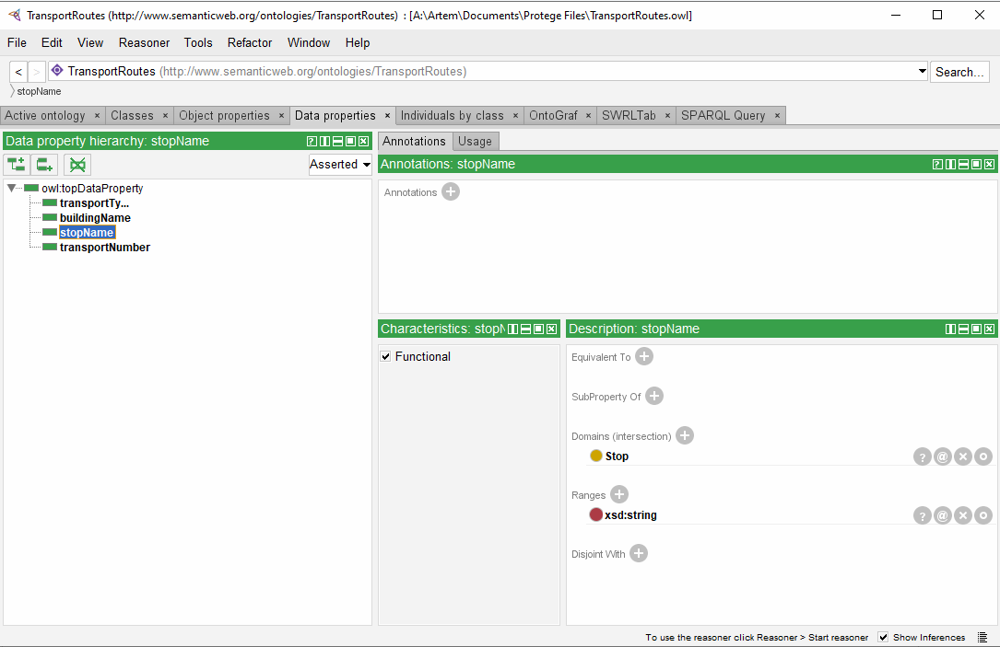 TransportRoutes (http://www.semanticweb.org/ontologies/TransportRoutes) : [A:\Artem\Documents\Protege Files\TransportRoutes.owl]
File Edit View Reasoner Tools Refactor Window Help
< > TransportRoutes (http://www.semanticweb.org/ontologies/TransportRoutes) Search...
stopName
Active ontology × Classes × Object properties × Data properties × Individuals by class × OntoGraf × SWRLTab × SPARQL Query ×
Data property hierarchy: stopName
Asserted
owl:topDataProperty
transportTy...
buildingName
stopName
transportNumber
Annotations Usage
Annotations: stopName
Annotations
Characteristics: stopN
Functional
Description: stopName
Equivalent To
SubProperty Of
Domains (intersection)
Stop
Ranges
xsd:string
Disjoint With
To use the reasoner click Reasoner > Start reasoner Show Inferences